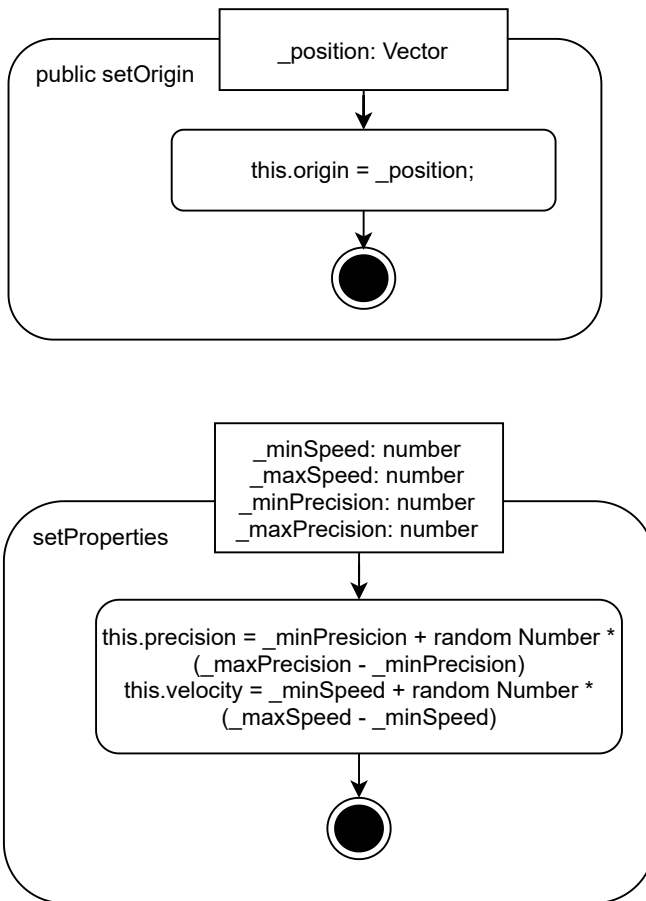 _position: Vector
public setOrigin
this.origin = _position;
_minSpeed: number
_maxSpeed: number
_minPrecision: number
_maxPrecision: number
setProperties
this.precision = _minPresicion + random Number *
(_maxPrecision - _minPrecision)
this.velocity = _minSpeed + random Number *
(_maxSpeed - _minSpeed)